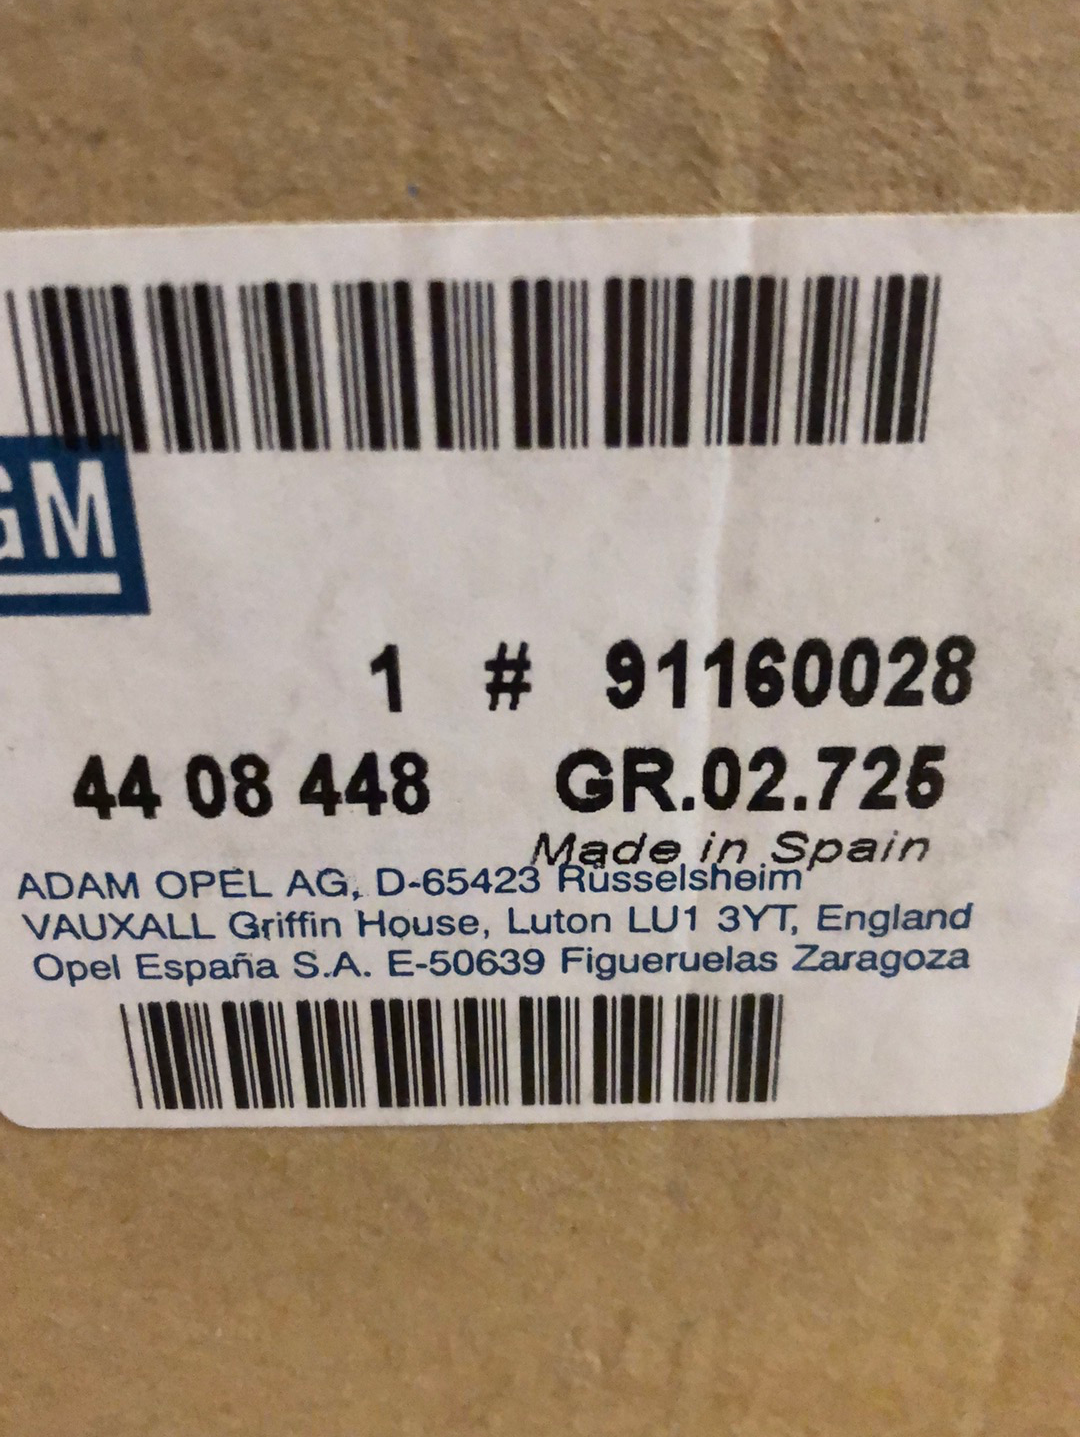 GM
1 # 91160028
44 08 448 GR.02.725
Made in Spain
ADAM OPEL AG, D-65423 Rüsselsheim
VAUXALL Griffin House, Luton LU1 3YT, England
Opel España S.A. E-50639 Figueruelas Zaragoza